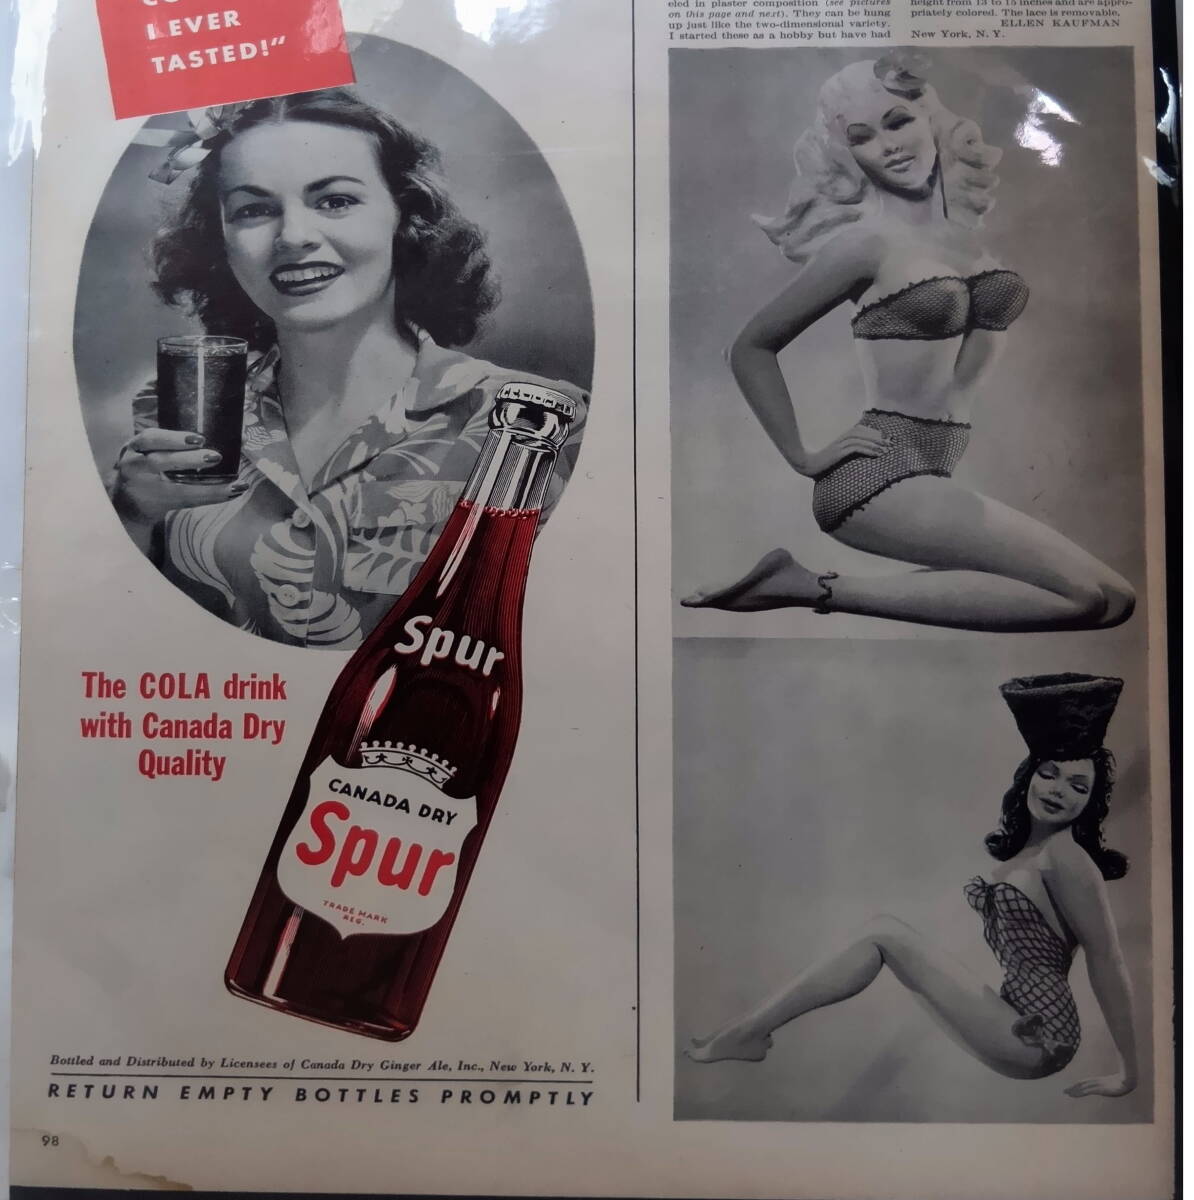 I EVER
TASTED!“
Spur
The COLA drink
with Canada Dry
Quality
CANADA DRY
Spur
TRADE MARK
REG.
Bottled and Distributed by Licensees of Canada Dry Ginger Ale, Inc., New York, N. Y.
RETURN EMPTY BOTTLES PROMPTLY
98
eled in plaster composition (see pictures
on this page and next). They can be hung
up just like the two-dimensional variety.
I started these as a hobby but have had
height from 13 to 15 inches and are appro-
priately colored. The lace is removable.
ELLEN KAUFMAN
New York, N. Y.